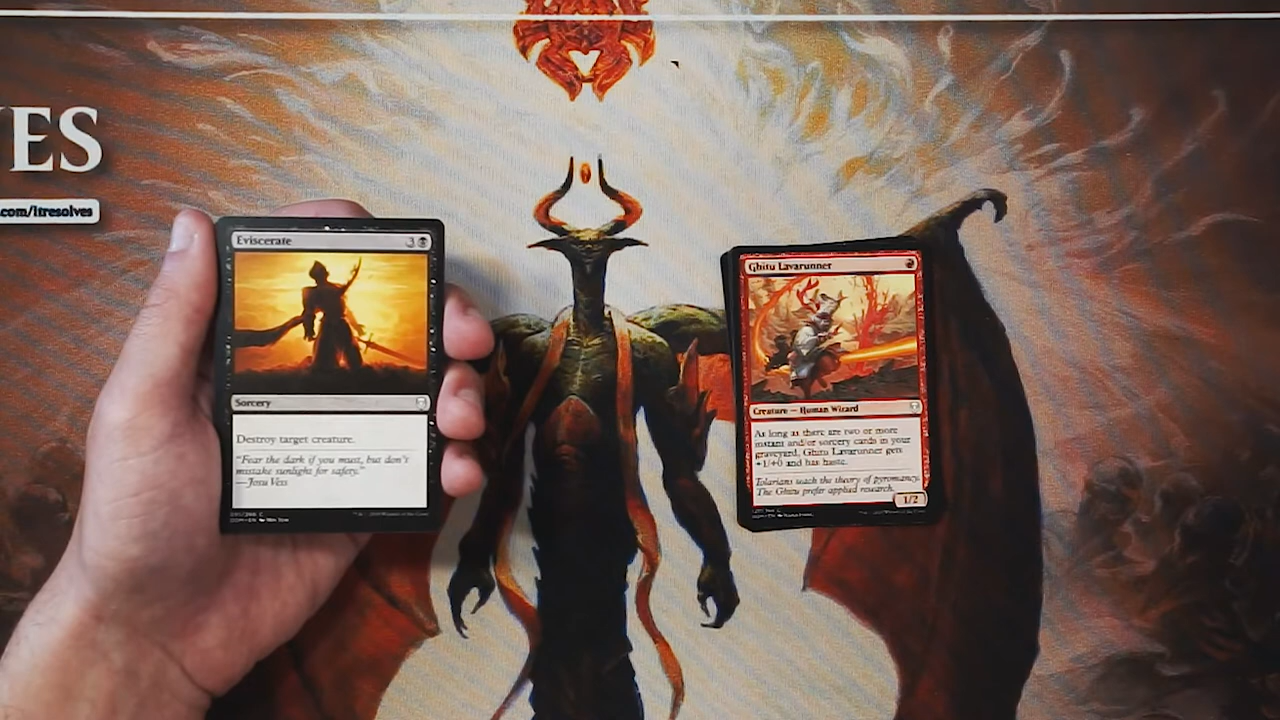 VES
.com/itresolves
Eviscerate
3
Sorcery
Destroy target creature.
"Fear the dark if you must, but don't
mistake sunlight for safety."
—Josu Vess
Ghitu Lavarunner
Creature — Human Wizard
As long as there are two or more
instant and/or sorcery cards in your
graveyard, Ghitu Lavarunner gets
+1/+0 and has haste.
Tolarians teach the theory of pyromancy.
The Ghitu prefer applied research.
1/2